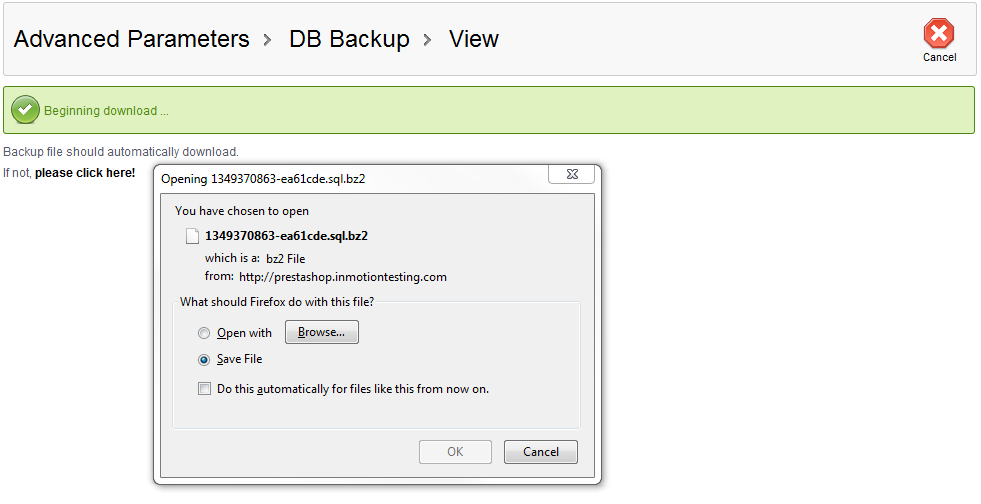 Advanced Parameters > DB Backup > View
Cancel
Beginning download ...
Backup file should automatically download.
If not, please click here!
Opening 1349370863-ea61cde.sql.bz2
You have chosen to open
1349370863-ea61cde.sql.bz2
which is a: bz2 File
from: http://prestashop.inmotiontesting.com
What should Firefox do with this file?
Open with Browse...
Save File
Do this automatically for files like this from now on.
OK Cancel